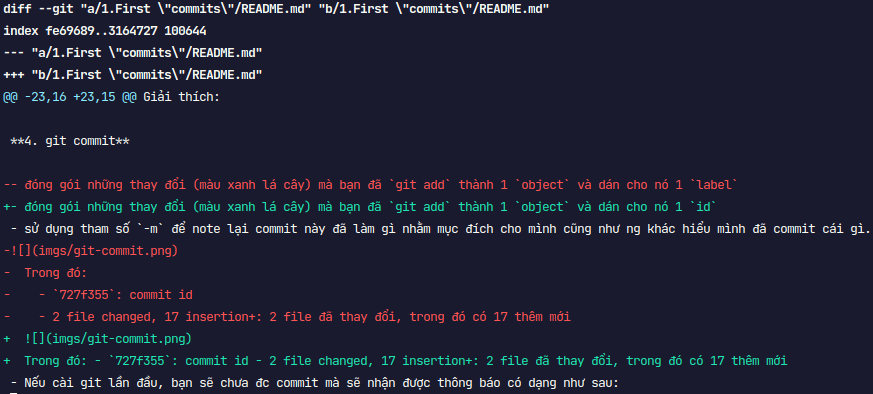 diff --git "a/1.First \"commits\"/README.md" "b/1.First \"commits\"/README.md"
index fe69689..3164727 100644
--- "a/1.First \"commits\"/README.md"
+++ "b/1.First \"commits\"/README.md"
@@ -23,16 +23,15 @@ Giải thích:
**4. git commit**
-- đóng gói những thay đổi (màu xanh lá cây) mà bạn đã `git add` thành 1 `object` và dán cho nó 1 `label`
+- đóng gói những thay đổi (màu xanh lá cây) mà bạn đã `git add` thành 1 `object` và dán cho nó 1 `id`
- sử dụng tham số `-m` để note lại commit này đã làm gì nhằm mục đích cho mình cũng như ng khác hiểu mình đã commit cái gì.
-![](imgs/git-commit.png)
-  Trong đó:
-    - `727f355`: commit id
-    - 2 file changed, 17 insertion+: 2 file đã thay đổi, trong đó có 17 thêm mới
+  ![](imgs/git-commit.png)
+  Trong đó: - `727f355`: commit id - 2 file changed, 17 insertion+: 2 file đã thay đổi, trong đó có 17 thêm mới
- Nếu cài git lần đầu, bạn sẽ chưa đc commit mà sẽ nhận được thông báo có dạng như sau: